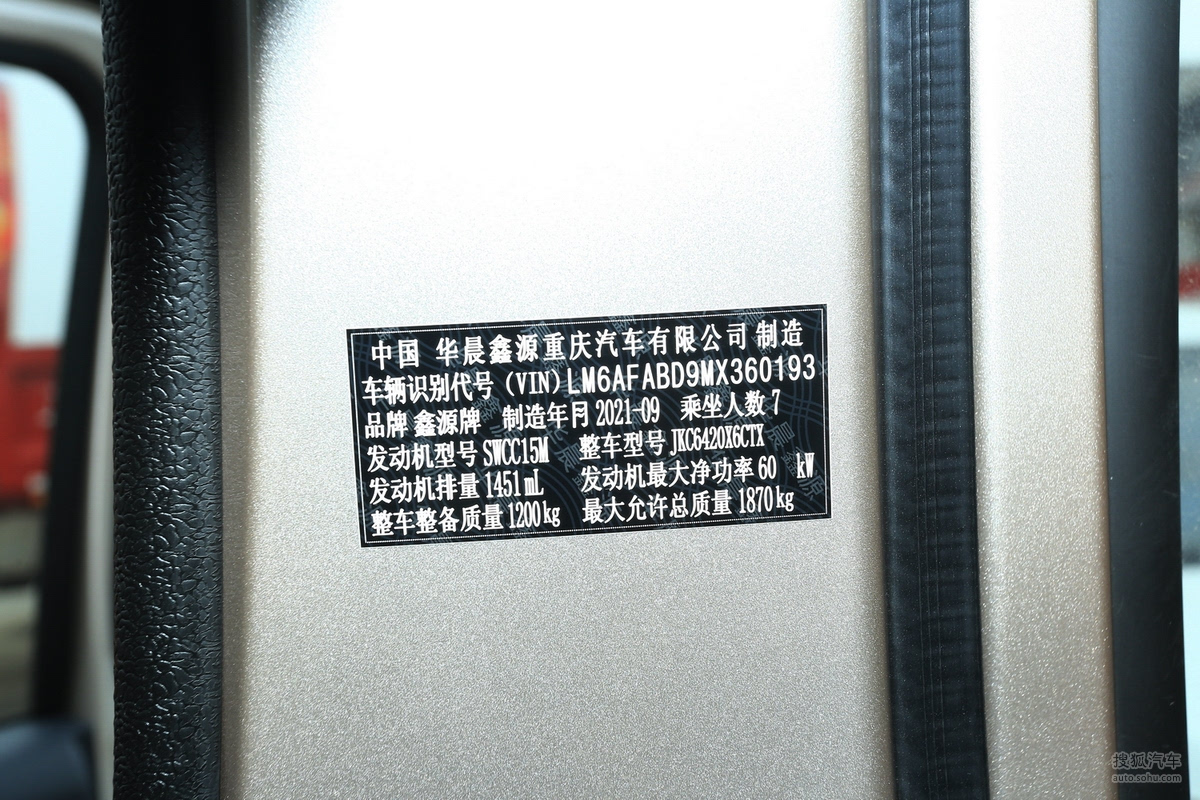 中国 华晨鑫源重庆汽车有限公司 制造
车辆识别代号（VIN）LM6AFABD9MX360193
品牌 鑫源牌 制造年月 2021-09 乘坐人数 7
发动机型号 SWCC15M 整车型号 JKC6420X6CTX
发动机排量 1451mL 发动机最大净功率 60 kW
整车整备质量 1200kg 最大允许总质量 1870kg
搜狐汽车
auto.sohu.com